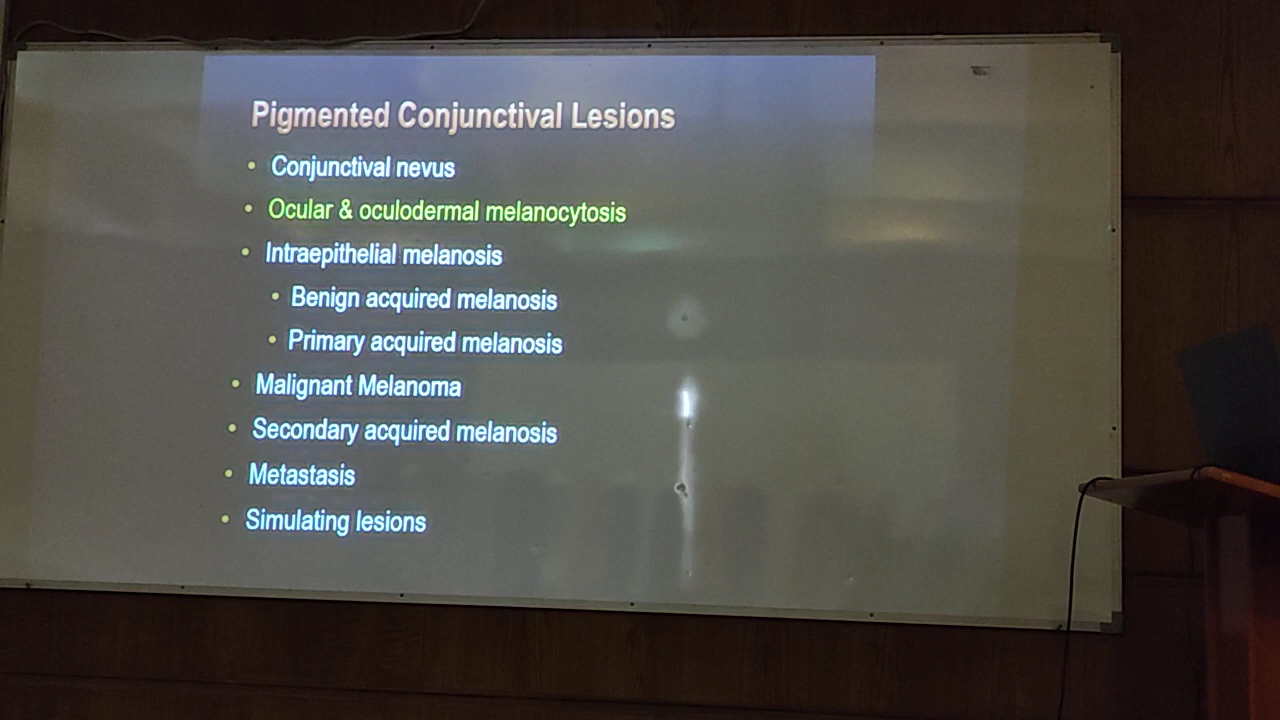 Pigmented Conjunctival Lesions
• Conjunctival nevus
• Ocular & oculodermal melanocytosis
• Intraepithelial melanosis
• Benign acquired melanosis
• Primary acquired melanosis
• Malignant Melanoma
• Secondary acquired melanosis
• Metastasis
• Simulating lesions